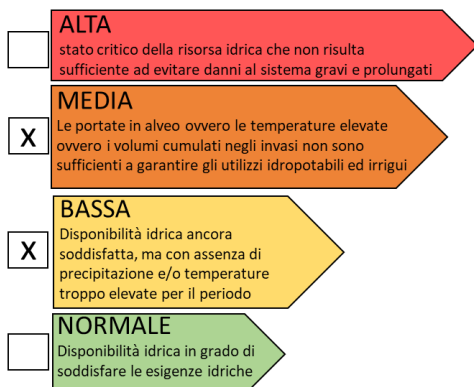 ALTA
stato critico della risorsa idrica che non risulta
sufficiente ad evitare danni al sistema gravi e prolungati
MEDIA
X
Le portate in alveo ovvero le temperature elevate
ovvero i volumi cumulati negli invasi non sono
sufficienti a garantire gli utilizzi idropotabili ed irrigui
BASSA
X
Disponibilità idrica ancora
soddisfatta, ma con assenza di
precipitazione e/o temperature
troppo elevate per il periodo
NORMALE
Disponibilità idrica in grado di
soddisfare le esigenze idriche